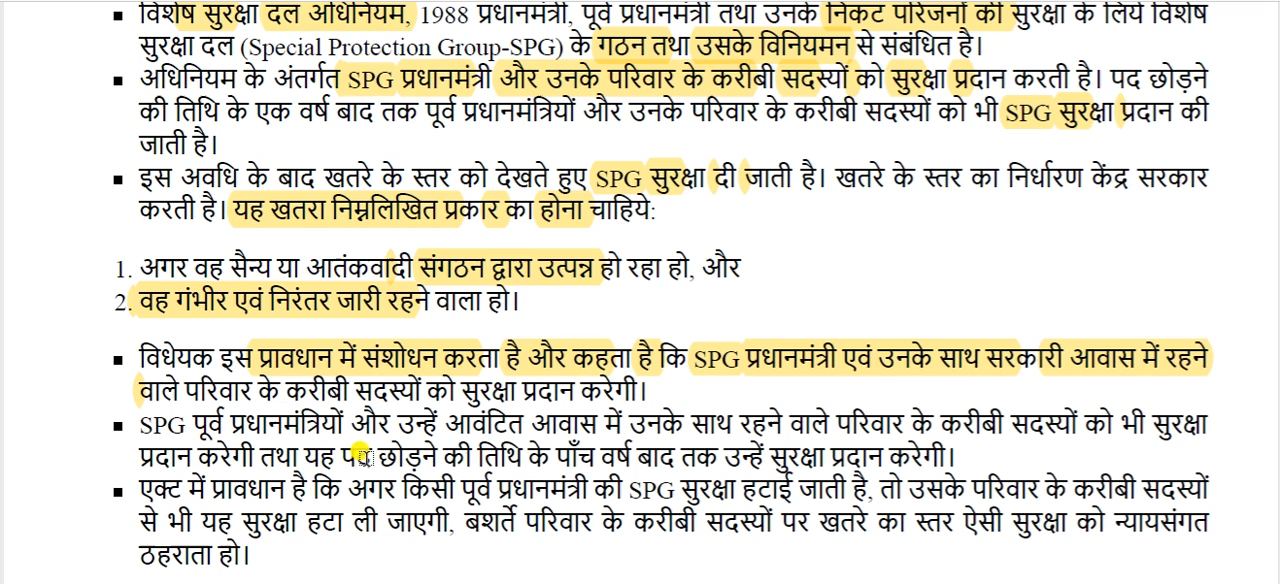 ▪ विशेष सुरक्षा दल अधिनियम, 1988 प्रधानमंत्री, पूर्व प्रधानमंत्री तथा उनके निकट परिजनों की सुरक्षा के लिये विशेष
सुरक्षा दल (Special Protection Group-SPG) के गठन तथा उसके विनियमन से संबंधित है।
▪ अधिनियम के अंतर्गत SPG प्रधानमंत्री और उनके परिवार के करीबी सदस्यों को सुरक्षा प्रदान करती है। पद छोड़ने
की तिथि के एक वर्ष बाद तक पूर्व प्रधानमंत्रियों और उनके परिवार के करीबी सदस्यों को भी SPG सुरक्षा प्रदान की
जाती है।
▪ इस अवधि के बाद खतरे के स्तर को देखते हुए SPG सुरक्षा दी जाती है। खतरे के स्तर का निर्धारण केंद्र सरकार
करती है। यह खतरा निम्नलिखित प्रकार का होना चाहिये:
1. अगर वह सैन्य या आतंकवादी संगठन द्वारा उत्पन्न हो रहा हो, और
2. वह गंभीर एवं निरंतर जारी रहने वाला हो।
▪ विधेयक इस प्रावधान में संशोधन करता है और कहता है कि SPG प्रधानमंत्री एवं उनके साथ सरकारी आवास में रहने
वाले परिवार के करीबी सदस्यों को सुरक्षा प्रदान करेगी।
▪ SPG पूर्व प्रधानमंत्रियों और उन्हें आवंटित आवास में उनके साथ रहने वाले परिवार के करीबी सदस्यों को भी सुरक्षा
प्रदान करेगी तथा यह पद छोड़ने की तिथि के पाँच वर्ष बाद तक उन्हें सुरक्षा प्रदान करेगी।
▪ एक्ट में प्रावधान है कि अगर किसी पूर्व प्रधानमंत्री की SPG सुरक्षा हटाई जाती है, तो उसके परिवार के करीबी सदस्यों
से भी यह सुरक्षा हटा ली जाएगी, बशर्ते परिवार के करीबी सदस्यों पर खतरे का स्तर ऐसी सुरक्षा को न्यायसंगत
ठहराता हो।